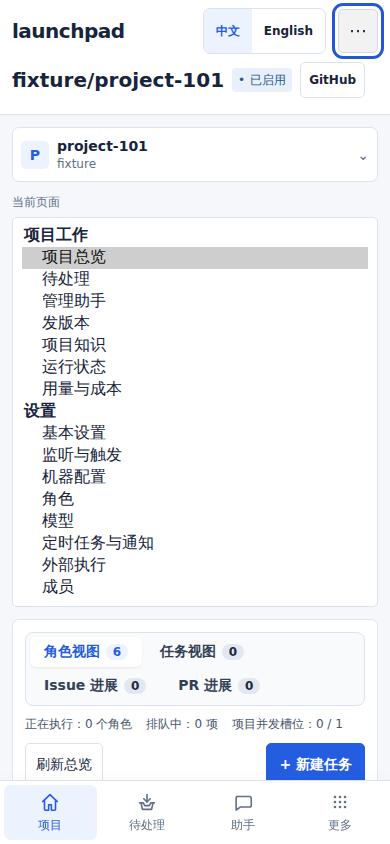 launchpad
中文 English ...
fixture/project-101 • 已启用 GitHub
P project-101
fixture
当前页面
项目工作
项目总览
待处理
管理助手
发版本
项目知识
运行状态
用量与成本
设置
基本设置
监听与触发
机器配置
角色
模型
定时任务与通知
外部执行
成员
角色视图 6 任务视图 0
Issue 进展 0 PR 进展 0
正在执行：0 个角色 排队中：0 项 项目并发槽位：0 / 1
刷新总览 + 新建任务
项目 待处理 助手 更多